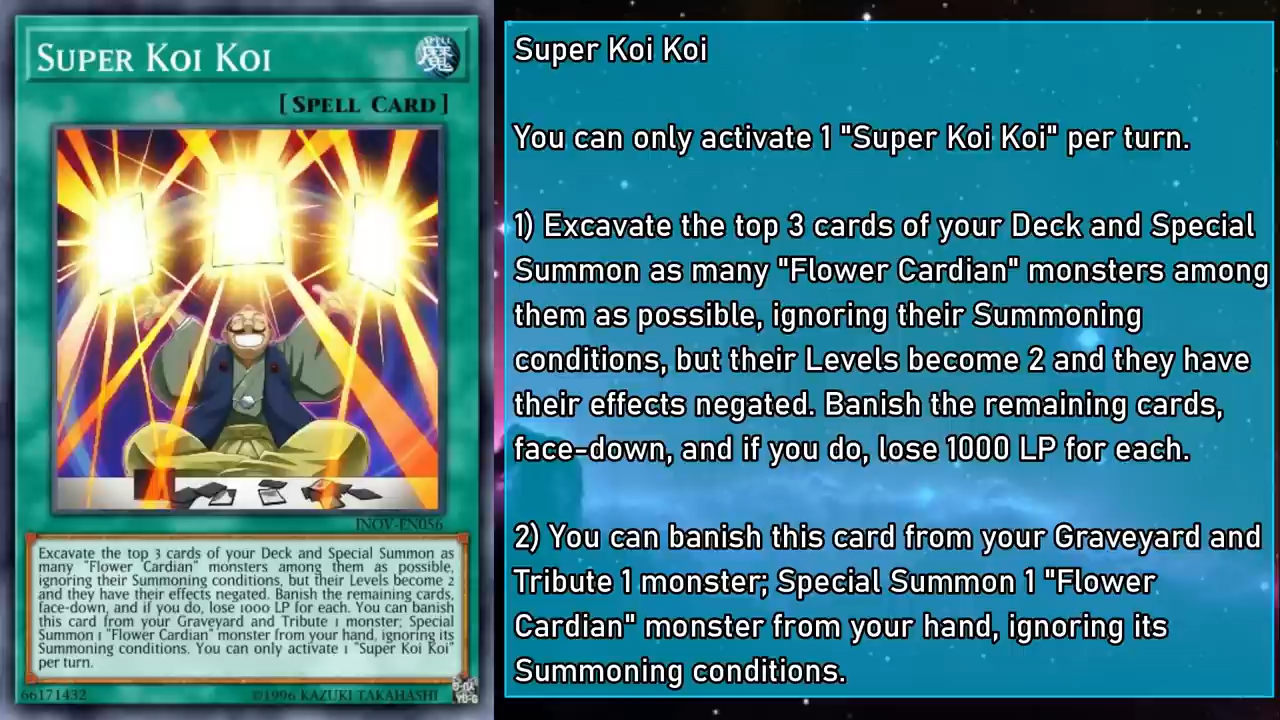 SUPER KOI KOI
魔
[SPELL CARD]
INOV-EN056
Excavate the top 3 cards of your Deck and Special Summon as
many "Flower Cardian" monsters among them as possible,
ignoring their Summoning conditions, but their Levels become 2
and they have their effects negated. Banish the remaining cards,
face-down, and if you do, lose 1000 LP for each. You can banish
this card from your Graveyard and Tribute 1 monster; Special
Summon 1 "Flower Cardian" monster from your hand, ignoring its
Summoning conditions. You can only activate 1 "Super Koi Koi"
per turn.
66171432
©1996 KAZUKI TAKAHASHI
Super Koi Koi
You can only activate 1 "Super Koi Koi" per turn.
1) Excavate the top 3 cards of your Deck and Special
Summon as many "Flower Cardian" monsters among
them as possible, ignoring their Summoning
conditions, but their Levels become 2 and they have
their effects negated. Banish the remaining cards,
face-down, and if you do, lose 1000 LP for each.
2) You can banish this card from your Graveyard and
Tribute 1 monster; Special Summon 1 "Flower
Cardian" monster from your hand, ignoring its
Summoning conditions.